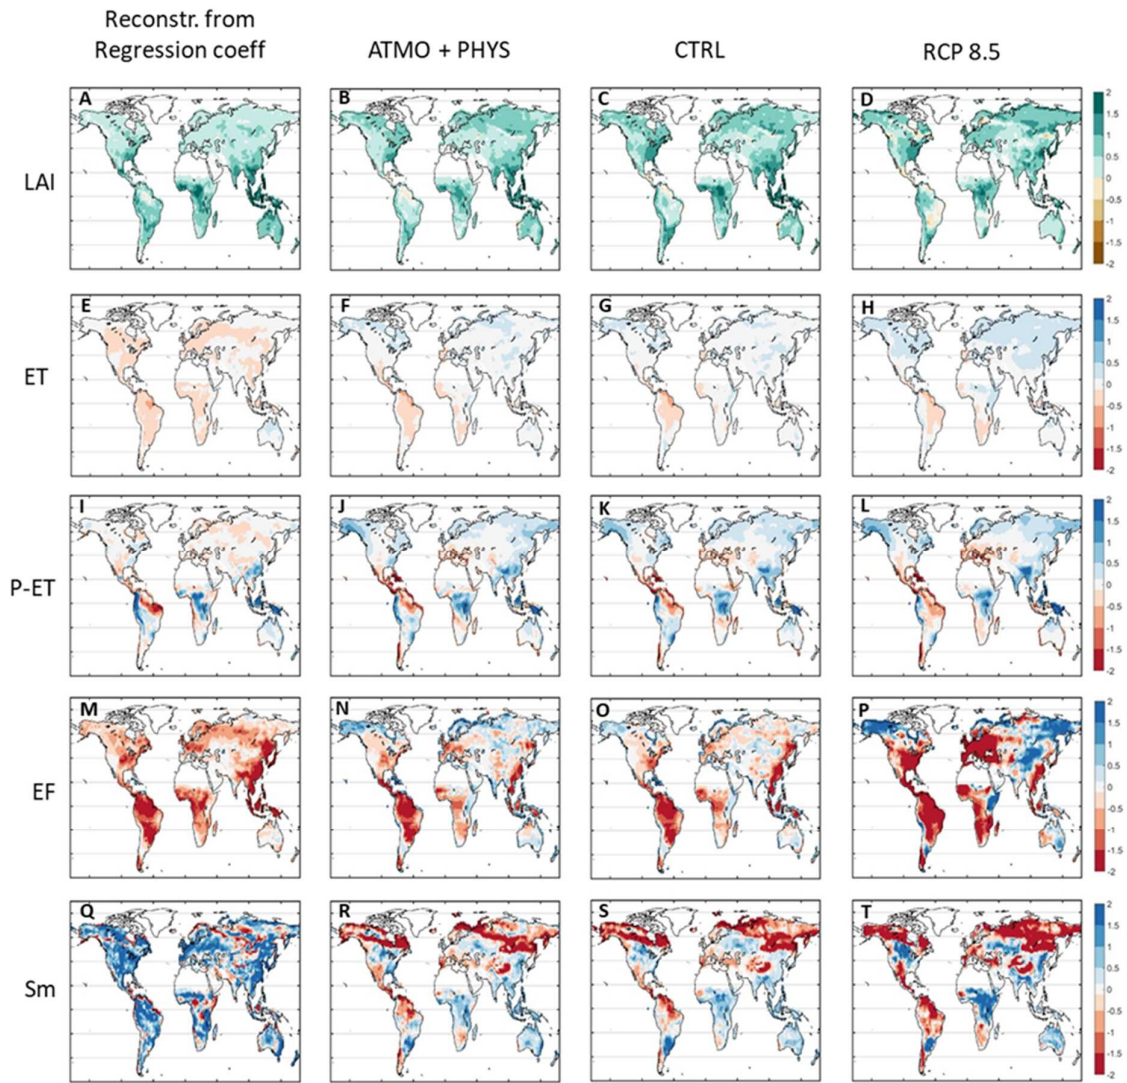 Reconstr. from
Regression coeff
ATMO + PHYS
CTRL
RCP 8.5
LAI
A
B
C
D
2
1.5
1
0.5
0
-0.5
-1
-1.5
-2
ET
E
F
G
H
2
1.5
1
0.5
0
-0.5
-1
-1.5
-2
P-ET
I
J
K
L
2
1.5
1
0.5
0
-0.5
-1
-1.5
-2
EF
M
N
O
P
2
1.5
1
0.5
0
-0.5
-1
-1.5
-2
Sm
Q
R
S
T
2
1.5
1
0.5
0
-0.5
-1
-1.5
-2